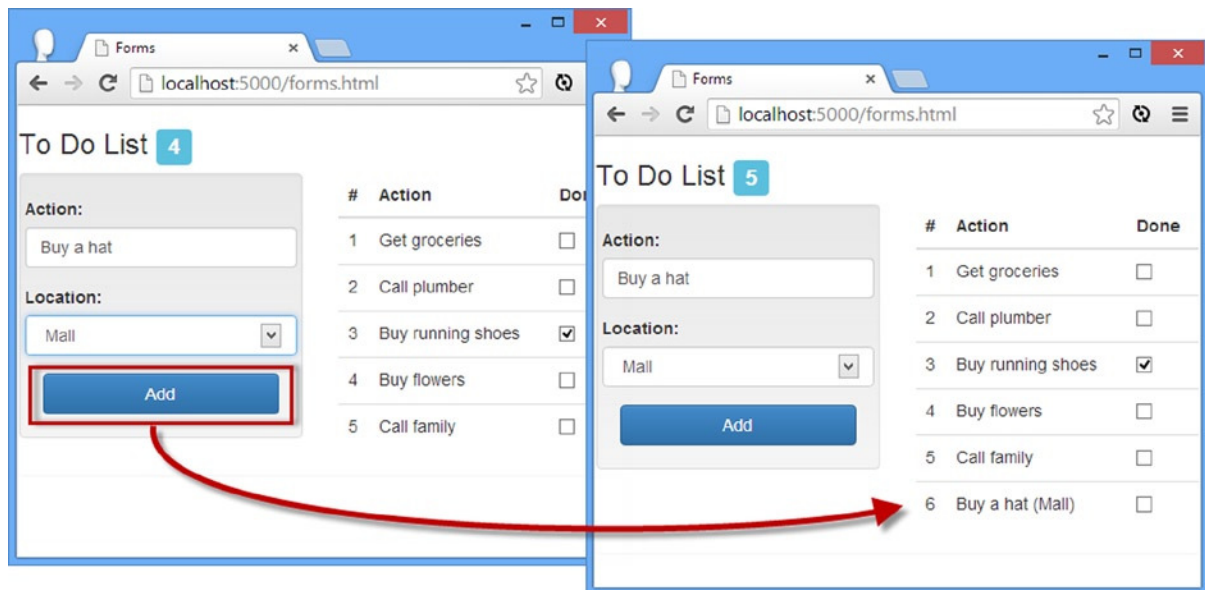 Forms
localhost:5000/forms.html
To Do List 4
Action:
Buy a hat
Location:
Mall
Add
# Action
1 Get groceries
2 Call plumber
3 Buy running shoes
4 Buy flowers
5 Call family
Forms
localhost:5000/forms.html
To Do List 5
Action:
Buy a hat
Location:
Mall
Add
# Action Done
1 Get groceries
2 Call plumber
3 Buy running shoes
4 Buy flowers
5 Call family
6 Buy a hat (Mall)